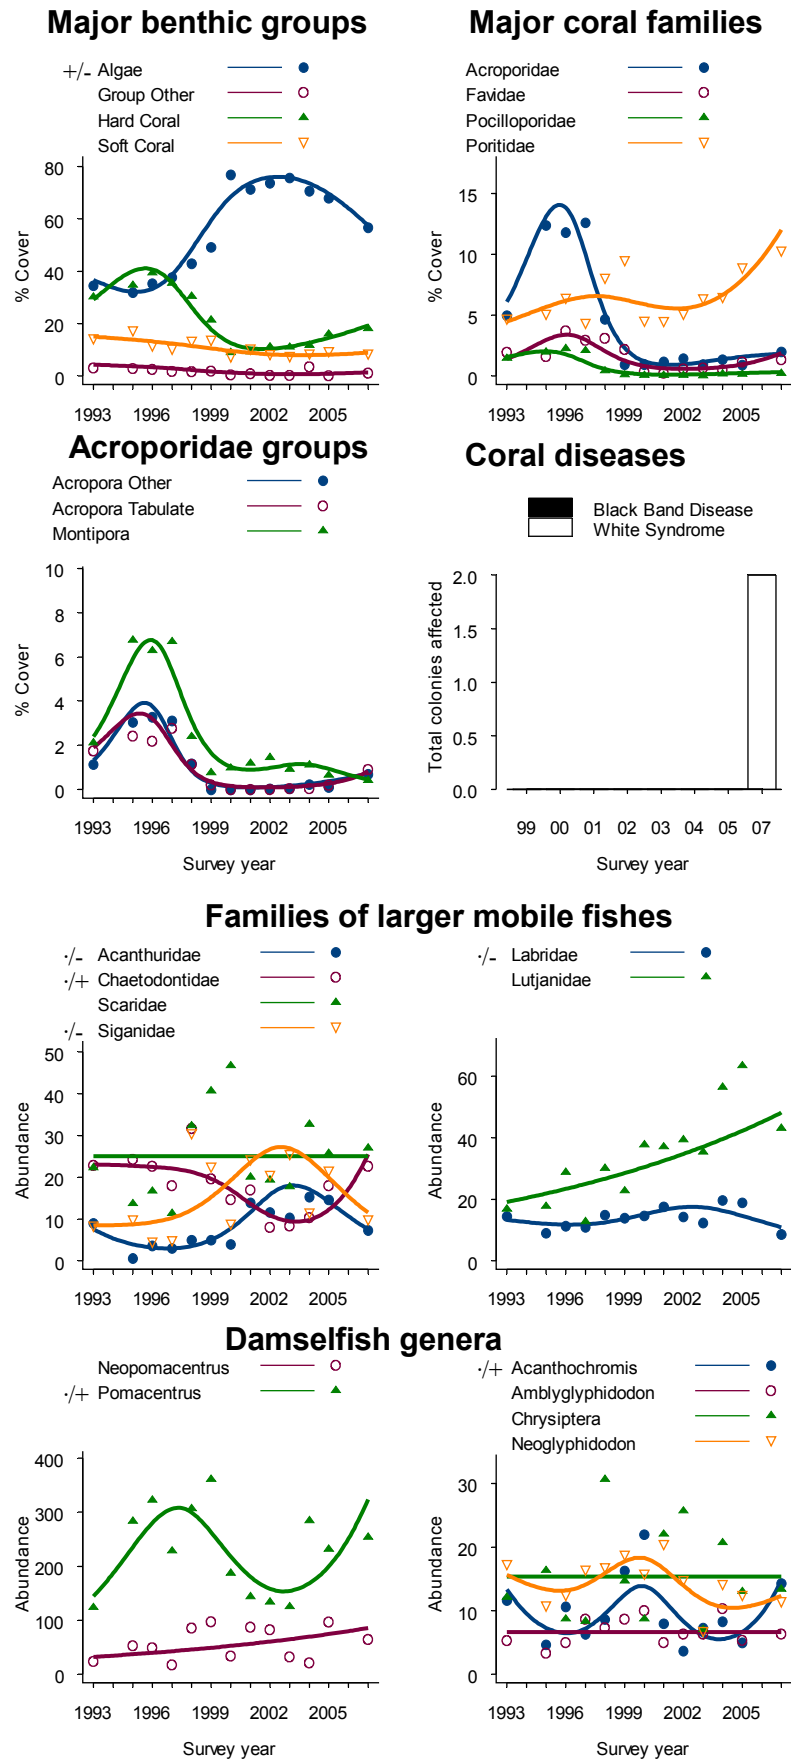 Major benthic groups
Major coral families
+/- Algae
Group Other
Hard Coral
Soft Coral
Acroporidae
Favidae
Pocilloporidae
Poritidae
80
60
40
20
0
% Cover
1993 1996 1999 2002 2005
15
10
5
0
% Cover
1993 1996 1999 2002 2005
Acroporidae groups
Coral diseases
Acropora Other
Acropora Tabulate
Montipora
Black Band Disease
White Syndrome
10
8
6
4
2
0
% Cover
1993 1996 1999 2002 2005
Survey year
2.0
1.5
1.0
0.5
0.0
Total colonies affected
99 00 01 02 03 04 05 07
Survey year
Families of larger mobile fishes
·/- Acanthuridae
·/+ Chaetodontidae
Scaridae
·/- Siganidae
·/- Labridae
Lutjanidae
50
40
30
20
10
0
Abundance
1993 1996 1999 2002 2005
60
40
20
0
Abundance
1993 1996 1999 2002 2005
Damselfish genera
Neopomacentrus
·/+ Pomacentrus
·/+ Acanthochromis
Amblyglyphidodon
Chrysiptera
Neoglyphidodon
400
300
200
100
0
Abundance
1993 1996 1999 2002 2005
Survey year
30
20
10
0
Abundance
1993 1996 1999 2002 2005
Survey year